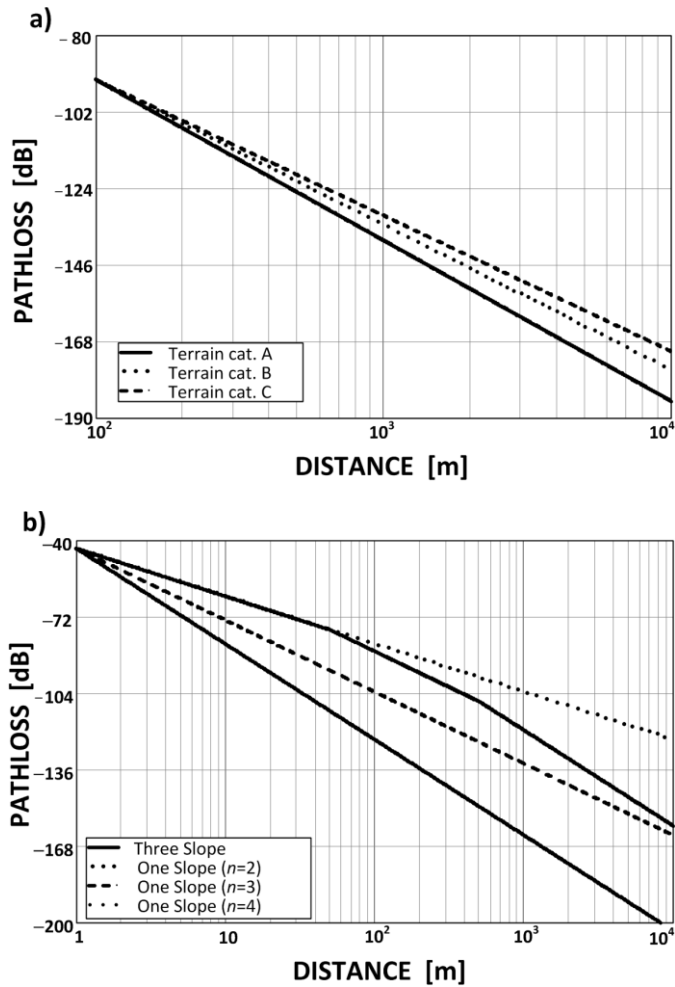 a)
−80
−102
−124
−146
−168
−190
PATHLOSS [dB]
Terrain cat. A
Terrain cat. B
Terrain cat. C
10² 10³ 10⁴
DISTANCE [m]
b)
−40
−72
−104
−136
−168
−200
PATHLOSS [dB]
Three Slope
One Slope (n=2)
One Slope (n=3)
One Slope (n=4)
1 10 10² 10³ 10⁴
DISTANCE [m]